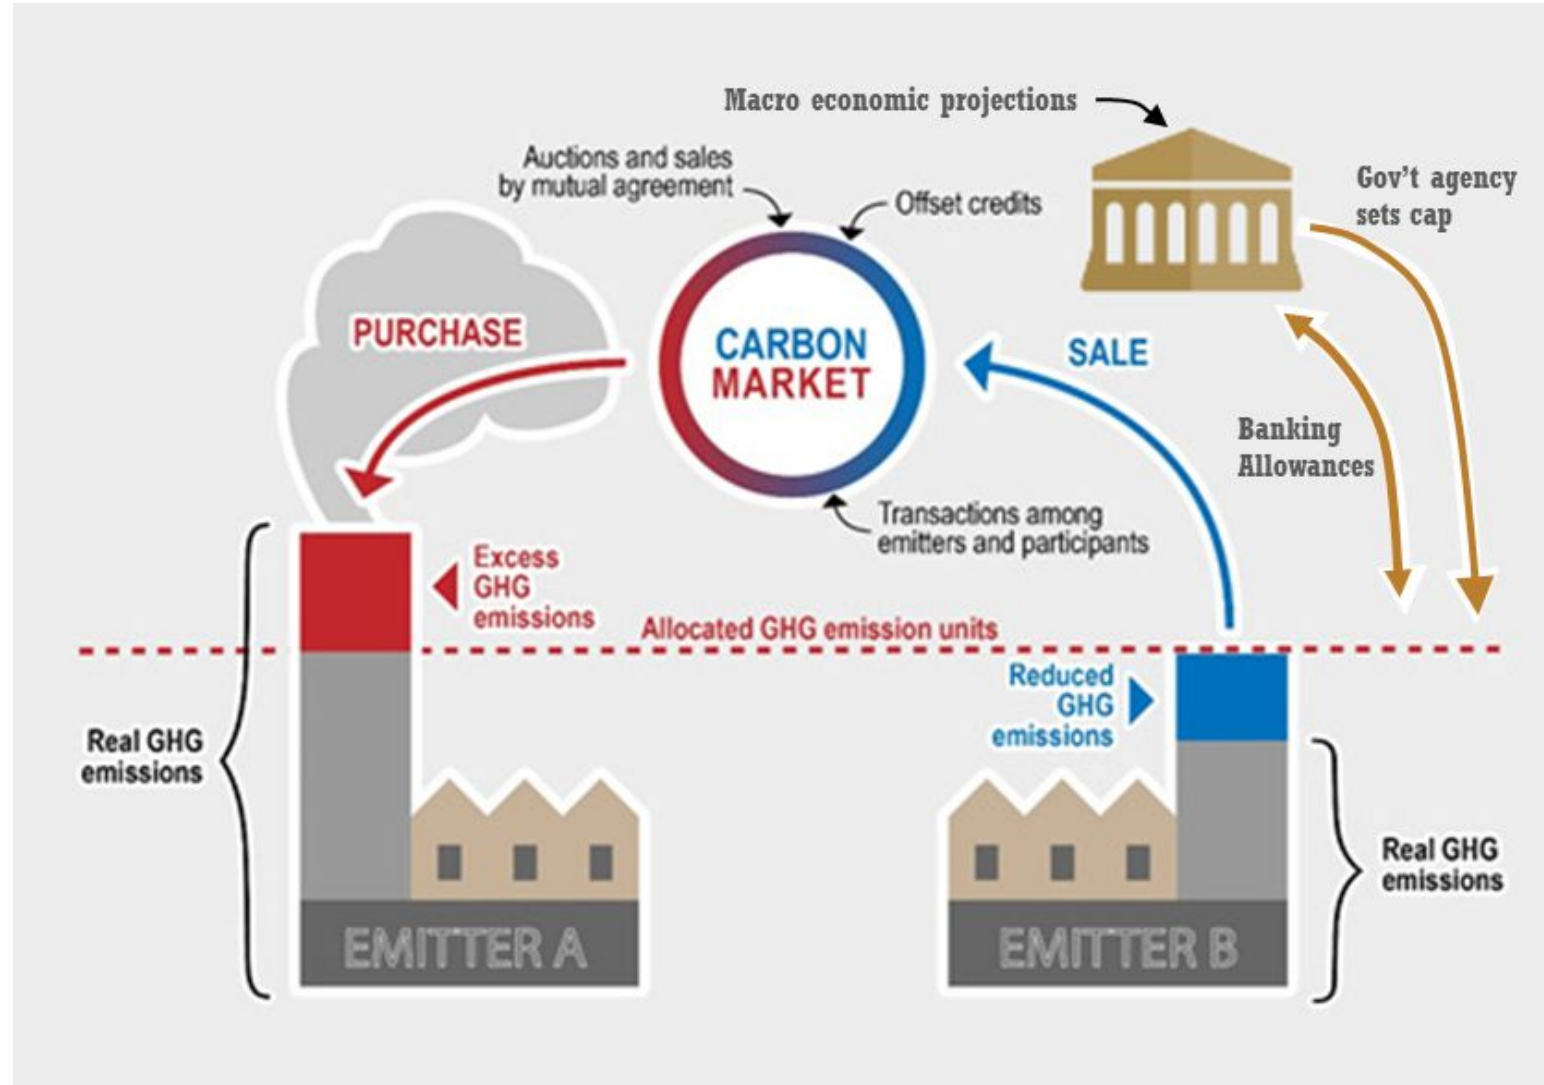 Macro economic projections
Auctions and sales
by mutual agreement
Offset credits
Gov't agency
sets cap
PURCHASE
CARBON
MARKET
SALE
Banking
Allowances
Transactions among
emitters and participants
Excess
GHG
emissions
Allocated GHG emission units
Reduced
GHG
emissions
Real GHG
emissions
Real GHG
emissions
EMITTER A
EMITTER B